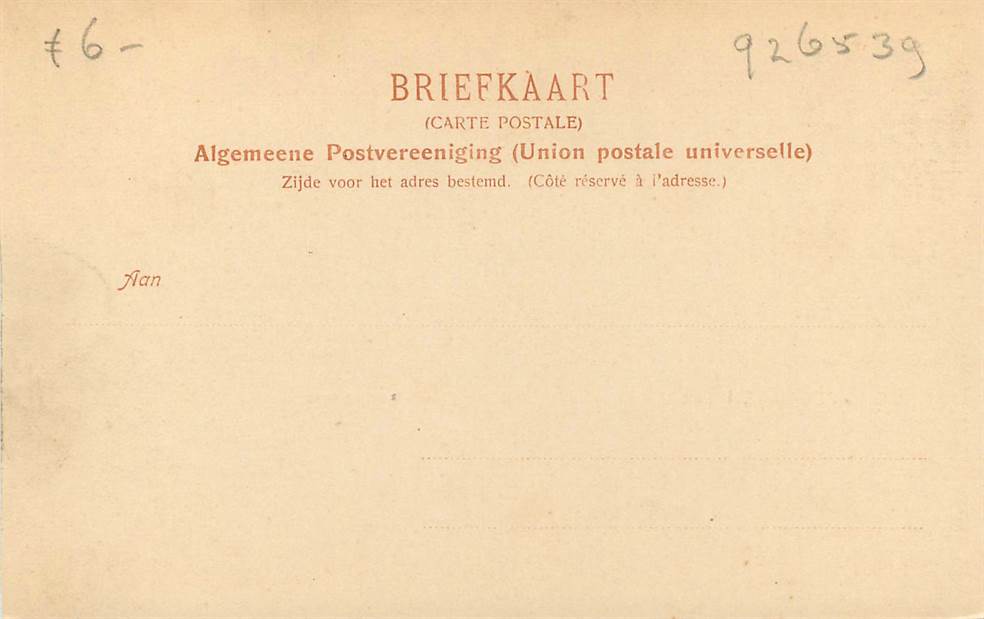 € 6 – 926539
BRIEFKAART
(CARTE POSTALE)
Algemeene Postvereeniging (Union postale universelle)
Zijde voor het adres bestemd. (Côté réservé à l'adresse.)
Aan